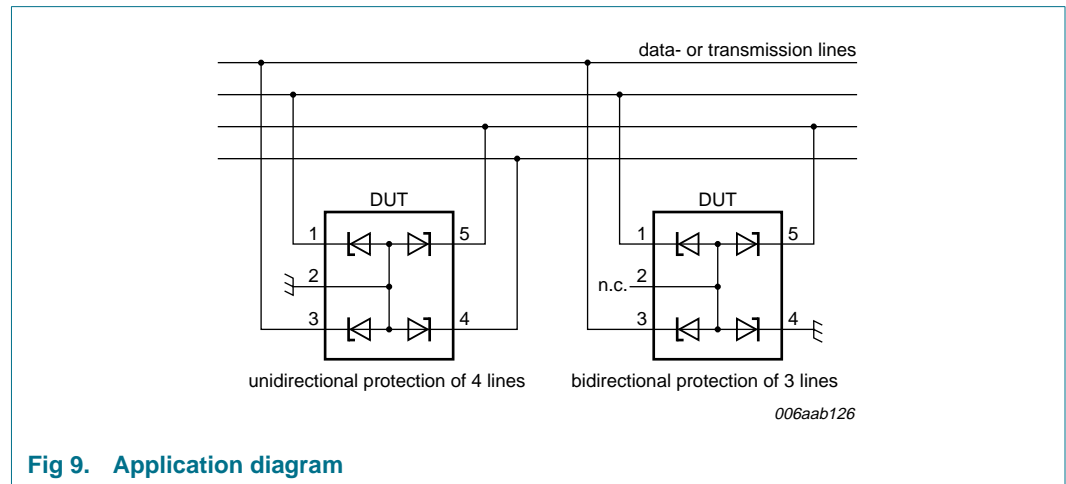 data- or transmission lines
DUT DUT
1 5 1 5
2 n.c. 2
3 4 3 4
unidirectional protection of 4 lines bidirectional protection of 3 lines
006aab126
Fig 9. Application diagram